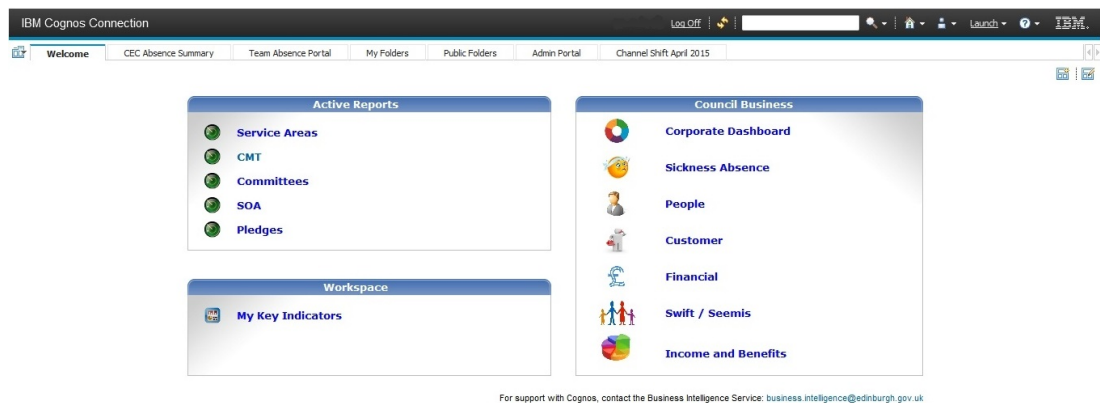 IBM Cognos Connection
Log Off
Launch
IBM.
Welcome
CEC Absence Summary
Team Absence Portal
My Folders
Public Folders
Admin Portal
Channel Shift April 2015
Active Reports
Service Areas
CMT
Committees
SOA
Pledges
Workspace
My Key Indicators
Council Business
Corporate Dashboard
Sickness Absence
People
Customer
Financial
Swift / Seemis
Income and Benefits
For support with Cognos, contact the Business Intelligence Service: business.intelligence@edinburgh.gov.uk